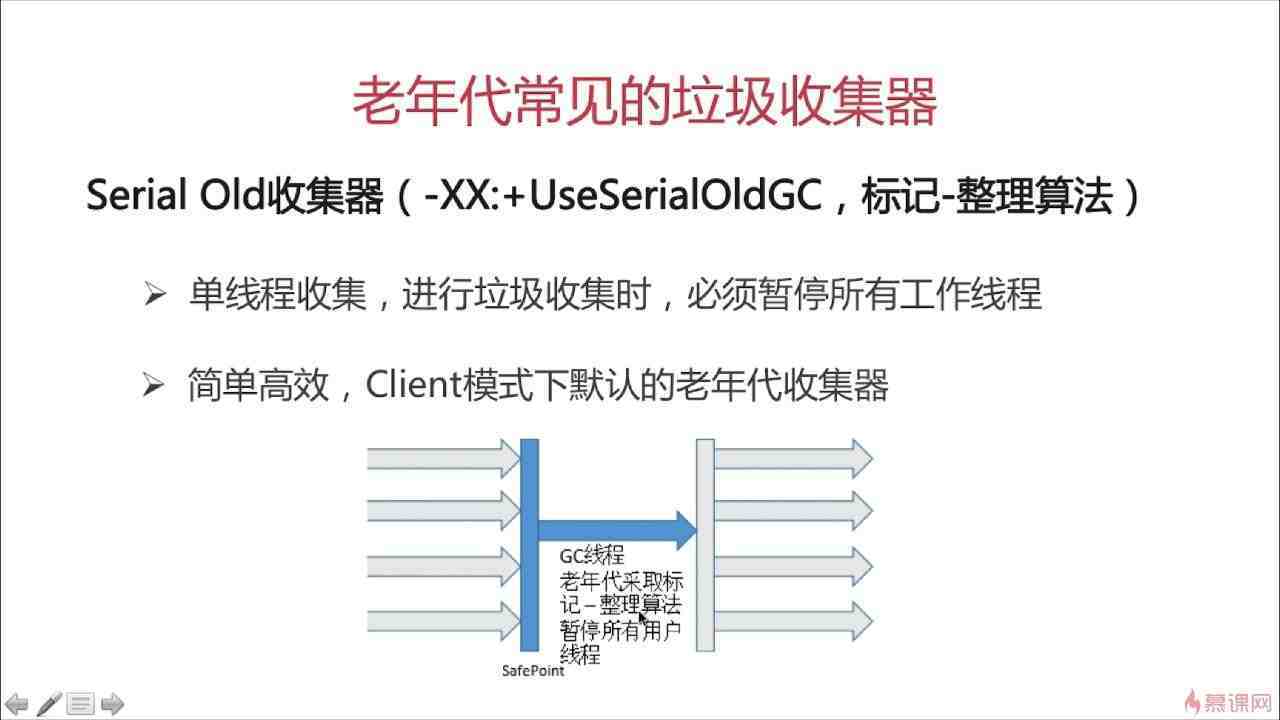 老年代常见的垃圾收集器
Serial Old收集器（-XX:+UseSerialOldGC，标记-整理算法）
单线程收集，进行垃圾收集时，必须暂停所有工作线程
简单高效，Client模式下默认的老年代收集器
GC线程
老年代采取标
记–整理算法
暂停所有用户
线程
SafePoint
慕课网